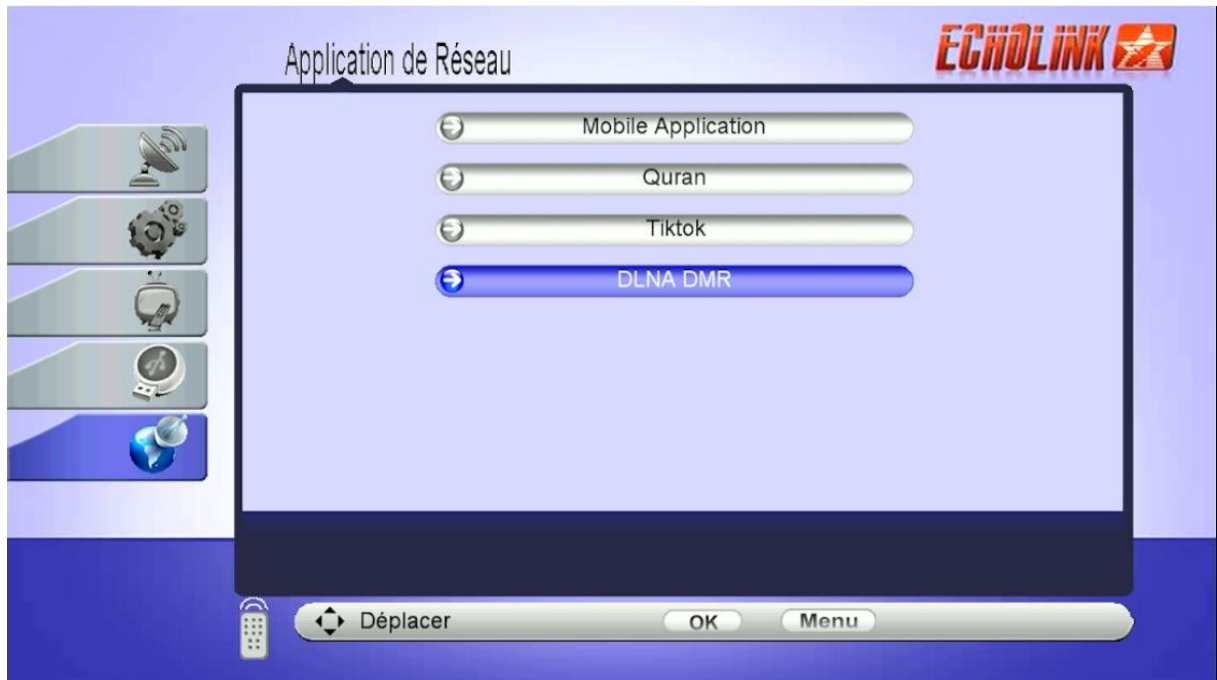 Application de Réseau
ECHOLINK
Mobile Application
Quran
Tiktok
DLNA DMR
Déplacer
OK
Menu